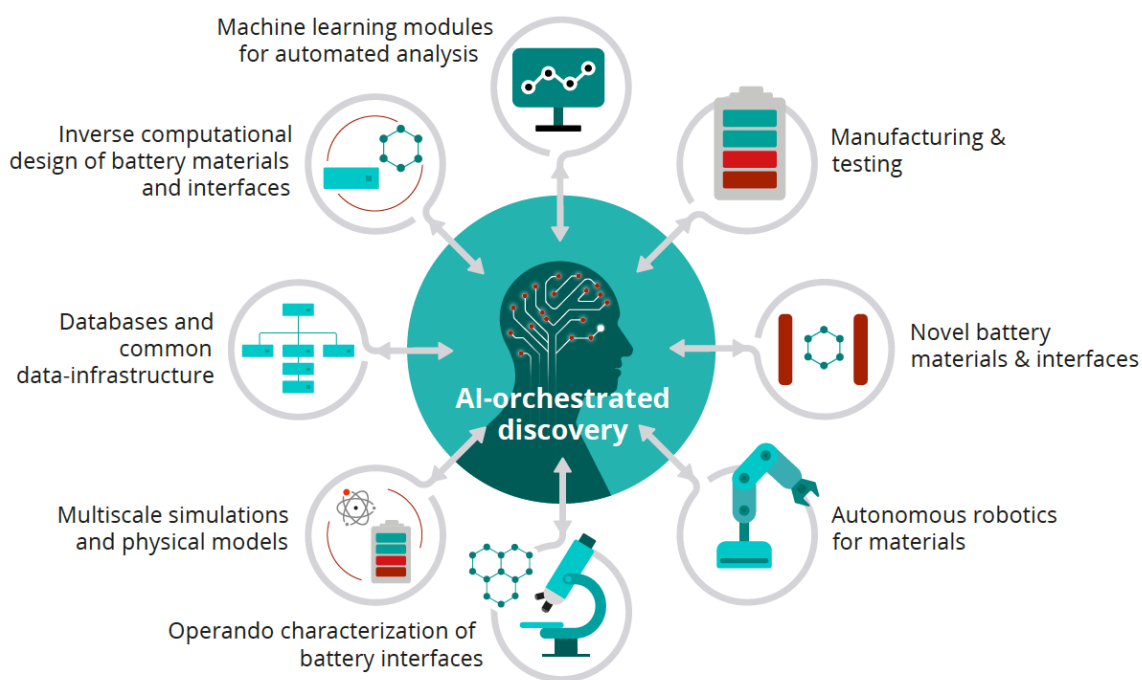 Machine learning modules
for automated analysis
Manufacturing &
testing
Inverse computational
design of battery materials
and interfaces
Databases and
common
data-infrastructure
Novel battery
materials & interfaces
AI-orchestrated
discovery
Multiscale simulations
and physical models
Autonomous robotics
for materials
Operando characterization of
battery interfaces